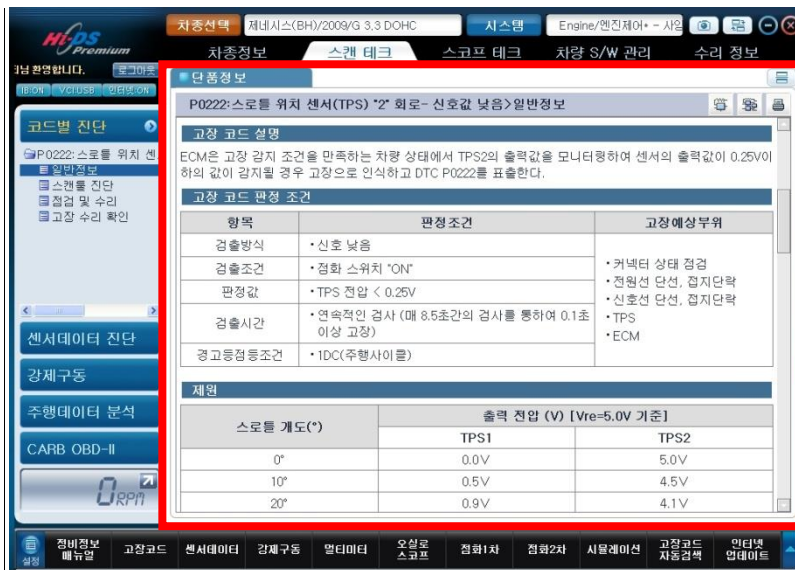 Hi-DS
Premium
차종선택 제네시스(BH)/2009/G 3,3 DOHC 시스템 Engine/엔진제어
차종정보 스캔 테크 스코프 테크 차량 S/W 관리 수리 정보
님 환영합니다. 로그아웃
IB:ON VCI:USB 인터넷:ON
단품정보
P0222:스로틀 위치 센서(TPS) "2" 회로- 신호값 낮음>일반정보
코드별 진단
P0222:스로틀 위치 센
일반정보
스캔툴 진단
점검 및 수리
고장 수리 확인
센서데이터 진단
강제구동
주행데이터 분석
CARB OBD-II
0 RPM
고장 코드 설명
ECM은 고장 감지 조건을 만족하는 차량 상태에서 TPS2의 출력값을 모니터링하여 센서의 출력값이 0.25V이
하의 값이 감지될 경우 고장으로 인식하고 DTC P0222를 표출한다.
고장 코드 판정 조건
항목 판정조건 고장예상부위
검출방식 •신호 낮음
검출조건 •점화 스위치 "ON"
판정값 •TPS 전압 < 0.25V
검출시간 •연속적인 검사 (매 8.5초간의 검사를 통하여 0.1초
이상 고장)
경고등점등조건 •1DC(주행사이클)
•커넥터 상태 점검
•전원선 단선, 접지단락
•신호선 단선, 접지단락
•TPS
•ECM
제원
스로틀 개도(°) 출력 전압 (V) [Vre=5.0V 기준]
TPS1 TPS2
0° 0.0V 5.0V
10° 0.5V 4.5V
20° 0.9V 4.1V
설정 정비정보 매뉴얼 고장코드 센서데이터 강제구동 멀티미터 오실로 스코프 점화1차 점화2차 시뮬레이션 고장코드 자동검색 인터넷 업데이트